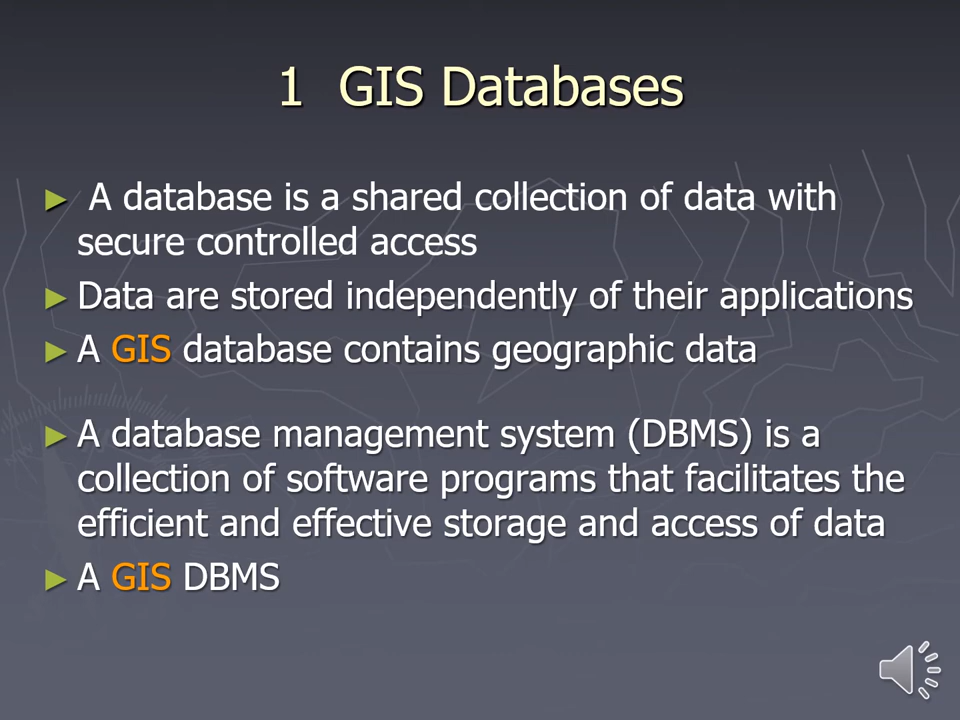 1 GIS Databases
► A database is a shared collection of data with
secure controlled access
► Data are stored independently of their applications
► A GIS database contains geographic data
► A database management system (DBMS) is a
collection of software programs that facilitates the
efficient and effective storage and access of data
► A GIS DBMS